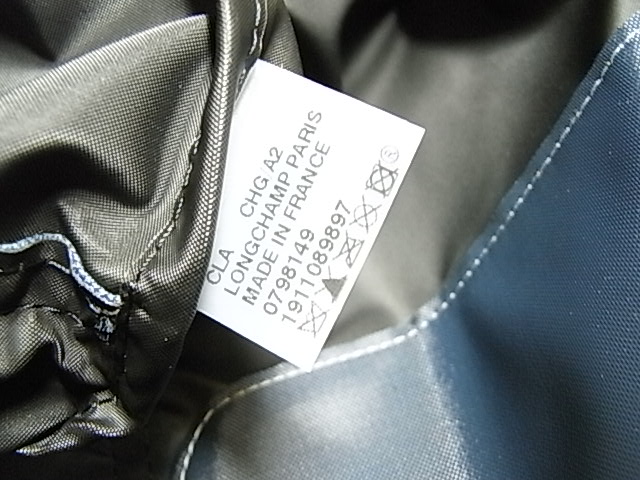 CLA CHG/A2
LONGCHAMP PARIS
MADE IN FRANCE
0798149
1911089897